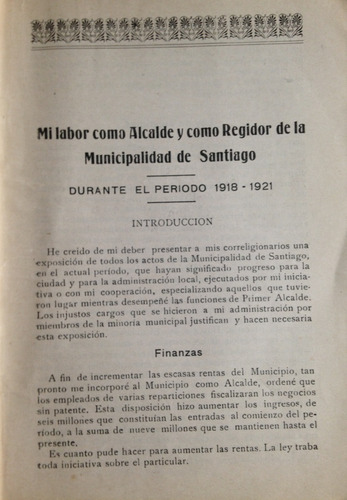 Mi labor como Alcalde y como Regidor de la
Municipalidad de Santiago
DURANTE EL PERIODO 1918 - 1921
INTRODUCCION
He creido de mi deber presentar a mis correligionarios una
exposición de todos los actos de la Municipalidad de Santiago,
en el actual período, que hayan significado progreso para la
ciudad y para la administración local, ejecutados por mi inicia-
tiva o con mi cooperación, especializando aquellos que tuvie-
ron lugar mientras desempeñé las funciones de Primer Alcalde.
Los injustos cargos que se hicieron a mi administración por
miembros de la minoria municipal justifican y hacen necesaria
esta exposición.
Finanzas
A fin de incrementar las escasas rentas del Municipio, tan
pronto me incorporé al Municipio como Alcalde, ordené que
los empleados de varias reparticiones fiscalizaran los negocios
sin patente. Esta disposición hizo aumentar los ingresos, de
seis millones que constituían las entradas al comienzo del pe-
ríodo, a la suma de nueve millones que se mantienen hasta el
presente.
Es cuanto pude hacer para aumentar las rentas. La ley traba
toda iniciativa sobre el particular.